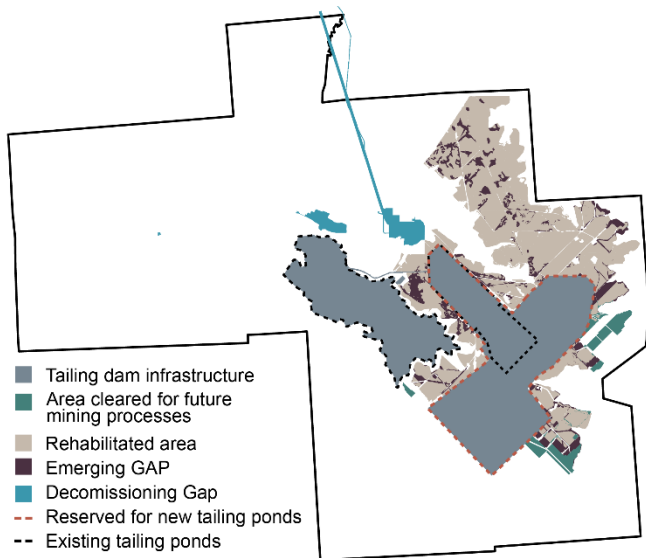 Tailing dam infrastructure
Area cleared for future
mining processes
Rehabilitated area
Emerging GAP
Decomissioning Gap
Reserved for new tailing ponds
Existing tailing ponds